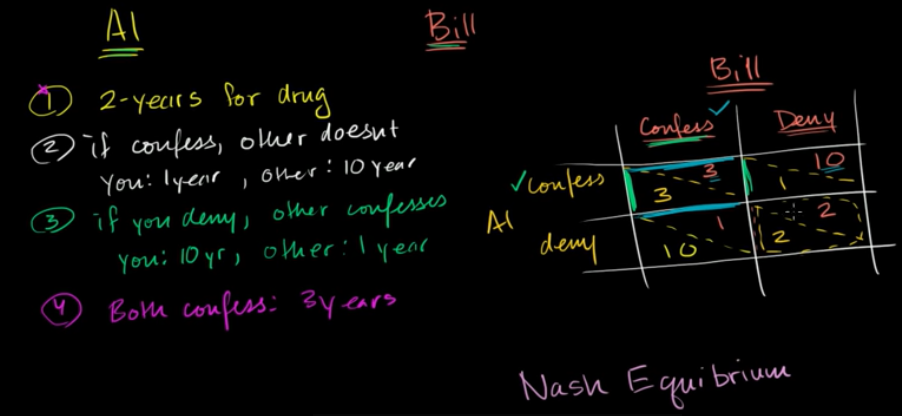 Al
Bill
1 2-years for drug
2 if confess, other doesnt
you: 1 year, other: 10 year
3 if you deny, other confesses
you: 10 yr, other: 1 year
4 Both confess: 3 years
Bill
Confess Deny
Al
confess 3 3 1 10
deny 10 1 2 2
Nash Equibrium